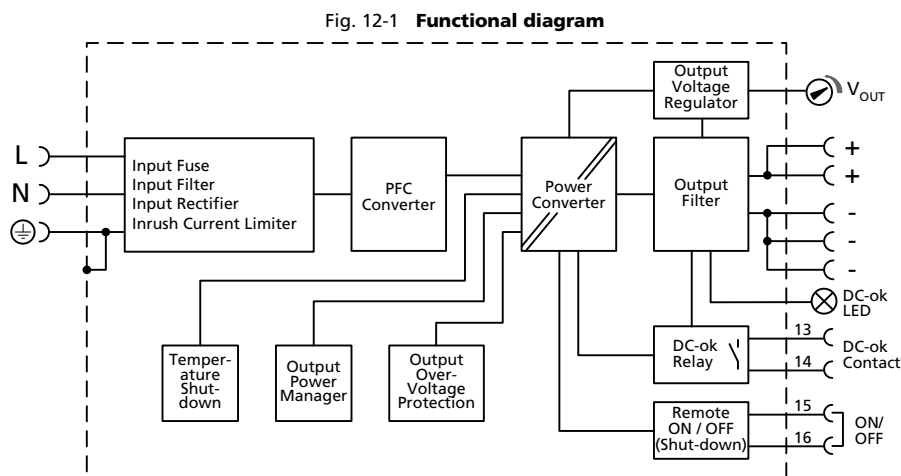 Fig. 12-1 Functional diagram
Output
Voltage
Regulator
V_OUT
L
N
Input Fuse
Input Filter
Input Rectifier
Inrush Current Limiter
PFC
Converter
Power
Converter
Output
Filter
+
+
-
-
-
DC-ok
LED
Temper-
ature
Shut-
down
Output
Power
Manager
Output
Over-
Voltage
Protection
DC-ok
Relay
13
14
DC-ok
Contact
Remote
ON / OFF
(Shut-down)
15
16
ON/
OFF